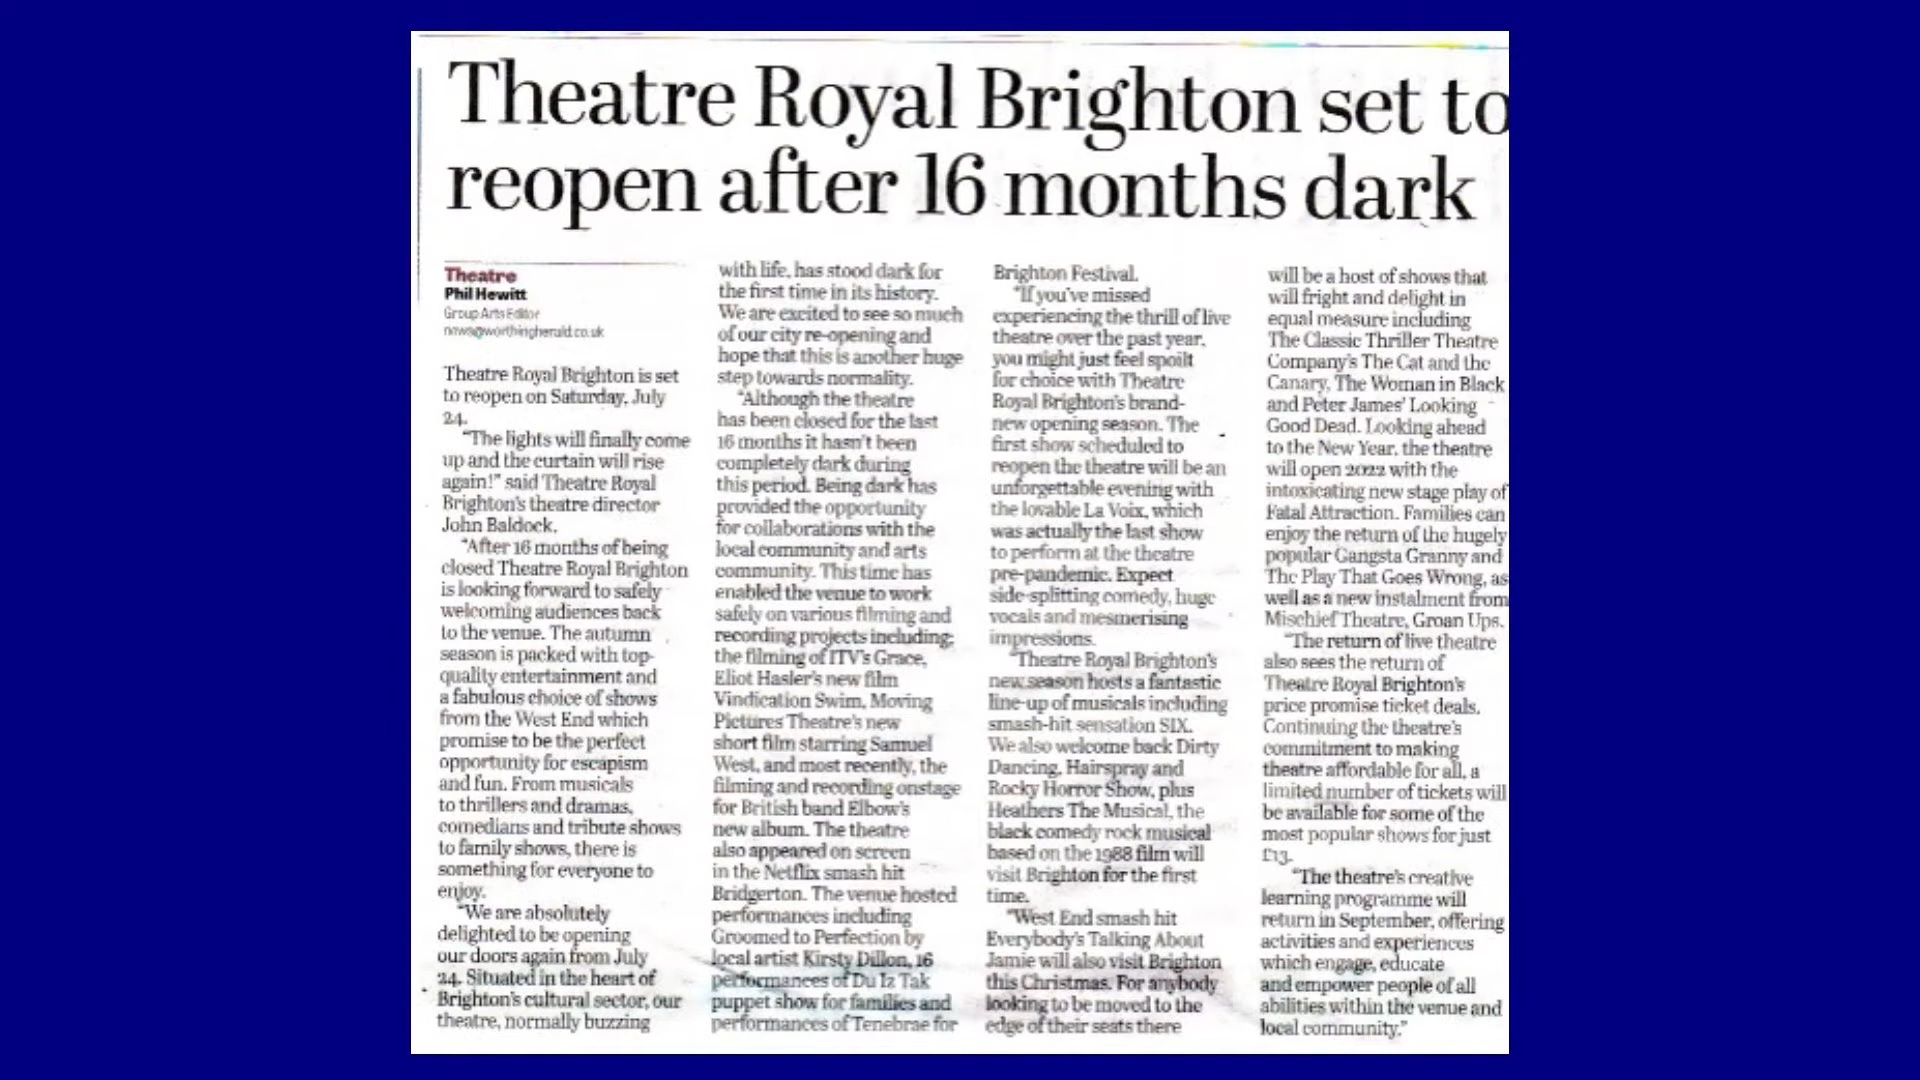 Theatre Royal Brighton set to
reopen after 16 months dark
Theatre
Phil Hewitt
Group Arts Editor
news@worthingherald.co.uk
Theatre Royal Brighton is set
to reopen on Saturday, July
24.
"The lights will finally come
up and the curtain will rise
again!" said Theatre Royal
Brighton's theatre director
John Baldock.
"After 16 months of being
closed Theatre Royal Brighton
is looking forward to safely
welcoming audiences back
to the venue. The autumn
season is packed with top-
quality entertainment and
a fabulous choice of shows
from the West End which
promise to be the perfect
opportunity for escapism
and fun. From musicals
to thrillers and dramas,
comedians and tribute shows
to family shows, there is
something for everyone to
enjoy.
"We are absolutely
delighted to be opening
our doors again from July
24. Situated in the heart of
Brighton's cultural sector, our
theatre, normally buzzing
with life, has stood dark for
the first time in its history.
We are excited to see so much
of our city re-opening and
hope that this is another huge
step towards normality.
"Although the theatre
has been closed for the last
16 months it hasn't been
completely dark during
this period. Being dark has
provided the opportunity
for collaborations with the
local community and arts
community. This time has
enabled the venue to work
safely on various filming and
recording projects including;
the filming of ITV's Grace,
Eliot Hasler's new film
Vindication Swim, Moving
Pictures Theatre's new
short film starring Samuel
West, and most recently, the
filming and recording onstage
for British band Elbow's
new album. The theatre
also appeared on screen
in the Netflix smash hit
Bridgerton. The venue hosted
performances including
Groomed to Perfection by
local artist Kirsty Dillon, 16
performances of Du Iz Tak
puppet show for families and
performances of Tenebrae for
Brighton Festival.
"If you've missed
experiencing the thrill of live
theatre over the past year,
you might just feel spoilt
for choice with Theatre
Royal Brighton's brand-
new opening season. The
first show scheduled to
reopen the theatre will be an
unforgettable evening with
the lovable La Voix, which
was actually the last show
to perform at the theatre
pre-pandemic. Expect
side-splitting comedy, huge
vocals and mesmerising
impressions.
"Theatre Royal Brighton's
new season hosts a fantastic
line-up of musicals including
smash-hit sensation SIX.
We also welcome back Dirty
Dancing, Hairspray and
Rocky Horror Show, plus
Heathers The Musical, the
black comedy rock musical
based on the 1988 film will
visit Brighton for the first
time.
"West End smash hit
Everybody's Talking About
Jamie will also visit Brighton
this Christmas. For anybody
looking to be moved to the
edge of their seats there
will be a host of shows that
will fright and delight in
equal measure including
The Classic Thriller Theatre
Company's The Cat and the
Canary, The Woman in Black
and Peter James' Looking
Good Dead. Looking ahead
to the New Year, the theatre
will open 2022 with the
intoxicating new stage play of
Fatal Attraction. Families can
enjoy the return of the hugely
popular Gangsta Granny and
The Play That Goes Wrong, as
well as a new instalment from
Mischief Theatre, Groan Ups.
"The return of live theatre
also sees the return of
Theatre Royal Brighton's
price promise ticket deals.
Continuing the theatre's
commitment to making
theatre affordable for all, a
limited number of tickets will
be available for some of the
most popular shows for just
£13.
"The theatre's creative
learning programme will
return in September, offering
activities and experiences
which engage, educate
and empower people of all
abilities within the venue and
local community."